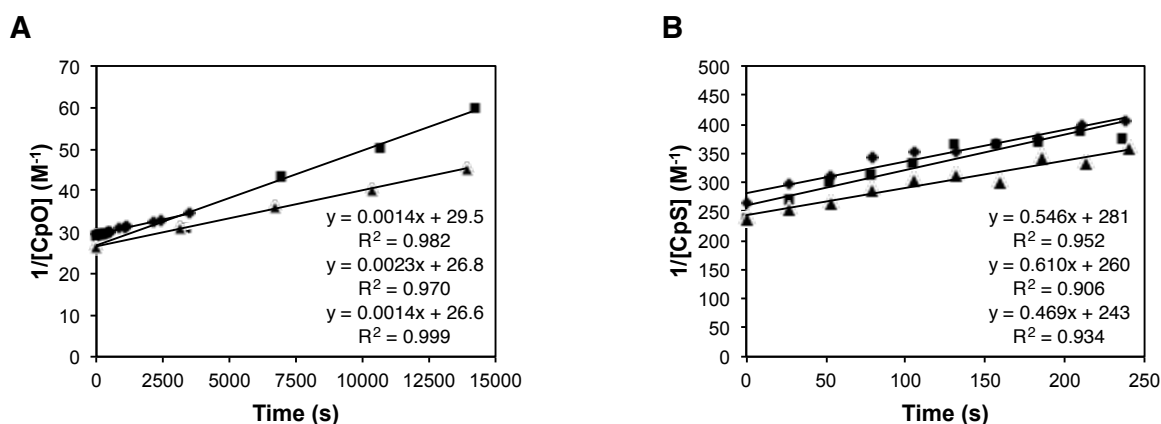 A
1/[CpO] (M⁻¹)
70
60
50
40
30
20
10
0
y = 0.0014x + 29.5
R² = 0.982
y = 0.0023x + 26.8
R² = 0.970
y = 0.0014x + 26.6
R² = 0.999
0 2500 5000 7500 10000 12500 15000
Time (s)
B
1/[CpS] (M⁻¹)
500
450
400
350
300
250
200
150
100
50
0
y = 0.546x + 281
R² = 0.952
y = 0.610x + 260
R² = 0.906
y = 0.469x + 243
R² = 0.934
0 50 100 150 200 250
Time (s)